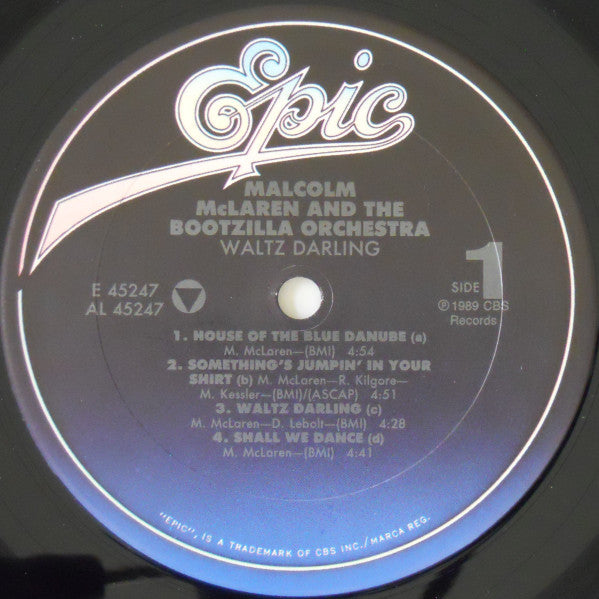 Epic
MALCOLM
McLAREN AND THE
BOOTZILLA ORCHESTRA
WALTZ DARLING
E 45247
AL 45247
SIDE 1
℗ 1989 CBS
Records
1. HOUSE OF THE BLUE DANUBE (a)
M. McLaren—(BMI) 4:54
2. SOMETHING'S JUMPIN' IN YOUR
SHIRT (b) M. McLaren—R. Kilgore—
M. Kessler—(BMI)/(ASCAP) 4:51
3. WALTZ DARLING (c)
M. McLaren—D. Lebolt—(BMI) 4:28
4. SHALL WE DANCE (d)
M. McLaren—(BMI) 4:41
"EPIC", IS A TRADEMARK OF CBS INC./MARCA REG.